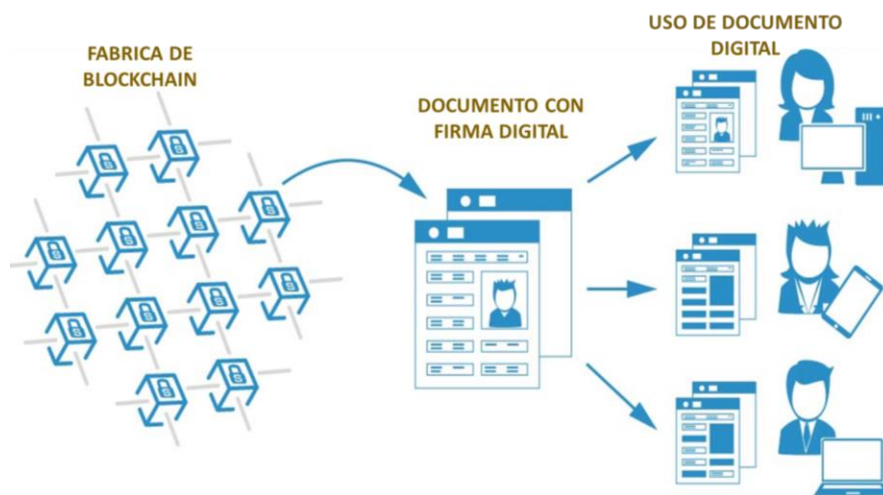 FABRICA DE
BLOCKCHAIN
DOCUMENTO CON
FIRMA DIGITAL
USO DE DOCUMENTO
DIGITAL